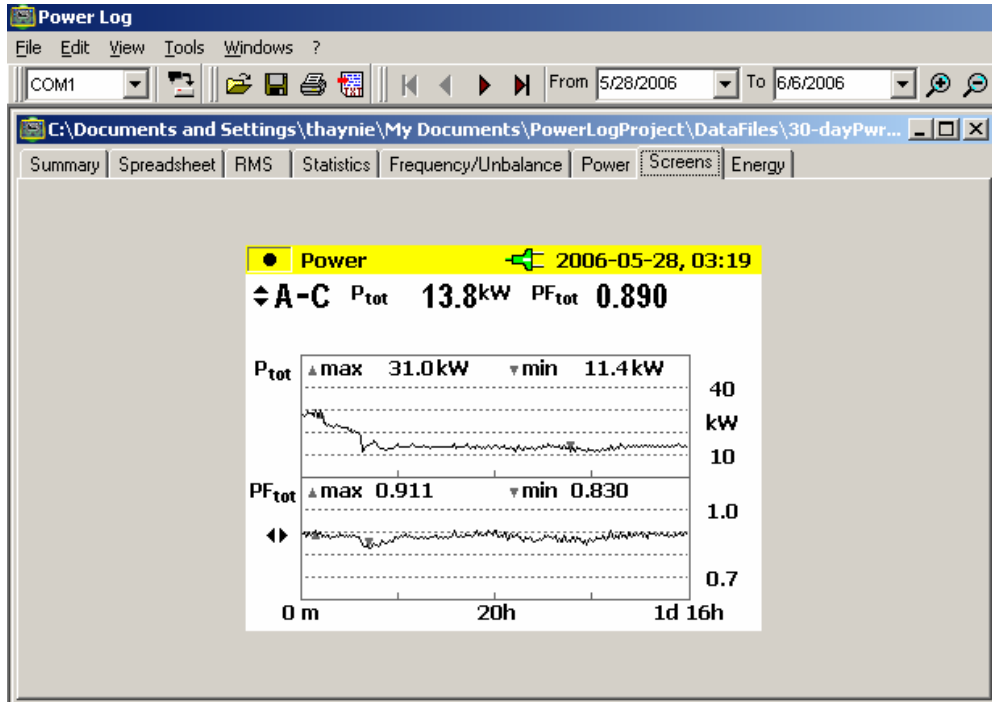 Power Log
File Edit View Tools Windows ?
COM1 TXT From 5/28/2006 To 6/6/2006
C:\Documents and Settings\thaynie\My Documents\PowerLogProject\DataFiles\30-dayPwr...
Summary Spreadsheet RMS Statistics Frequency/Unbalance Power Screens Energy
Power 2006-05-28, 03:19
A-C Ptot 13.8kW PFtot 0.890
Ptot max 31.0kW min 11.4kW
40
kW
10
PFtot max 0.911 min 0.830
1.0
0.7
0 m 20h 1d 16h